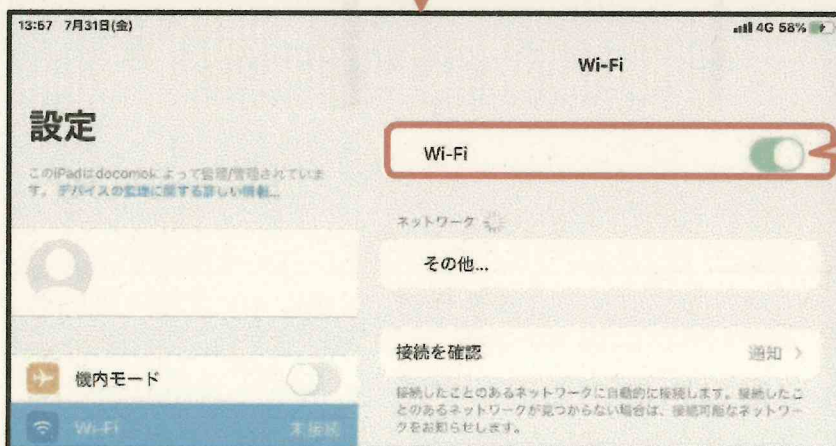 13:57 7月31日(金)
4G 58%
Wi-Fi
設定
このiPadはdocomoによって監理/管理されていま
す。デバイスの監理に関する詳しい情報...
Wi-Fi
ネットワーク
その他...
接続を確認
通知 >
接続したことのあるネットワークに自動的に接続します。接続したこ
とのあるネットワークが見つからない場合は、接続可能なネットワー
クをお知らせします。
機内モード
Wi-Fi
未接続